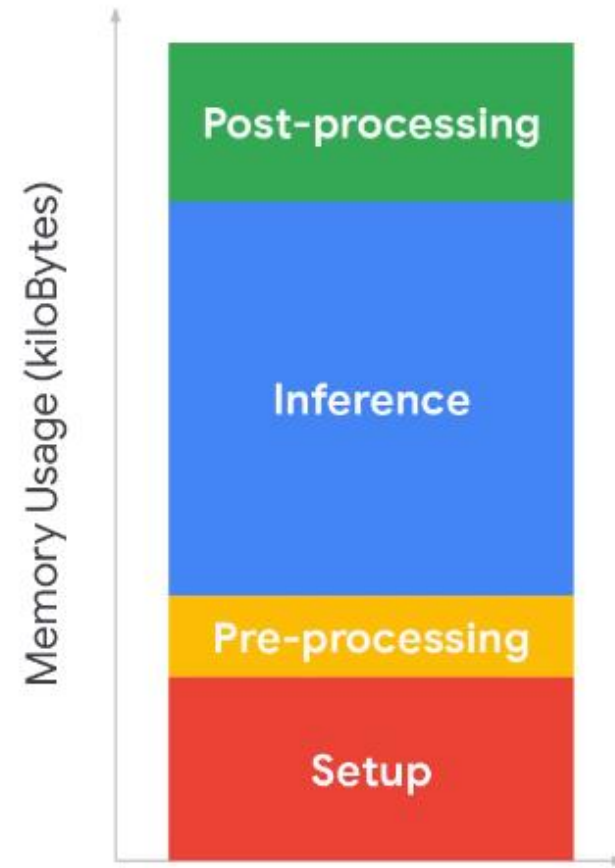 Memory Usage (kiloBytes)
Post-processing
Inference
Pre-processing
Setup